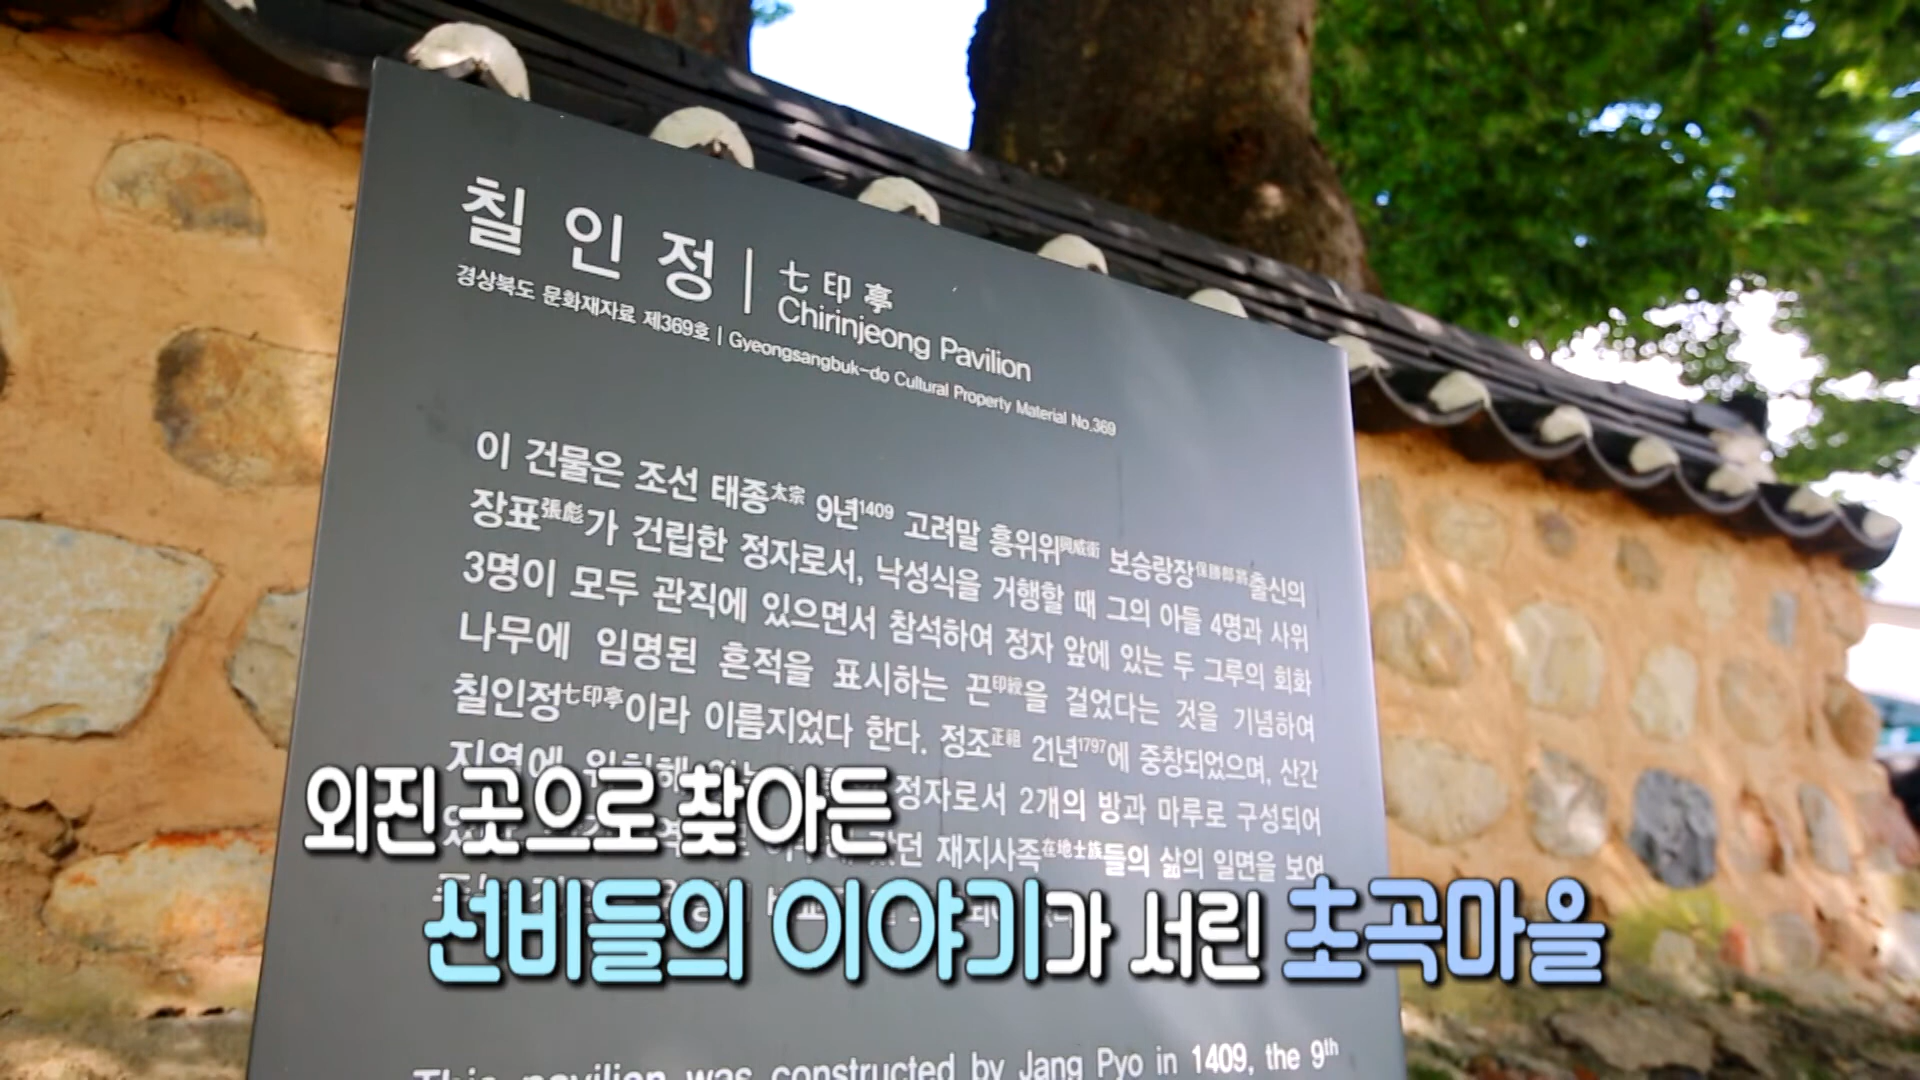 칠인정 | 七印亭
Chirinjeong Pavilion
경상북도 문화재자료 제369호 | Gyeongsangbuk-do Cultural Property Material No.369
이 건물은 조선 태종太宗 9년1409 고려말 흥위위興威衛 보승랑장保勝郞將출신의
장표張彪가 건립한 정자로서, 낙성식을 거행할 때 그의 아들 4명과 사위
3명이 모두 관직에 있으면서 참석하여 정자 앞에 있는 두 그루의 회화
나무에 임명된 흔적을 표시하는 끈印綬을 걸었다는 것을 기념하여
칠인정七印亭이라 이름지었다 한다. 정조正祖 21년1797에 중창되었으며, 산간
지역에 정자로서 2개의 방과 마루로 구성되어
재지사족在地士族들의 삶의 일면을 보여
외진 곳으로 찾아든
선비들의 이야기가 서린 초곡마을
This pavilion was constructed by Jang Pyo in 1409, the 9th